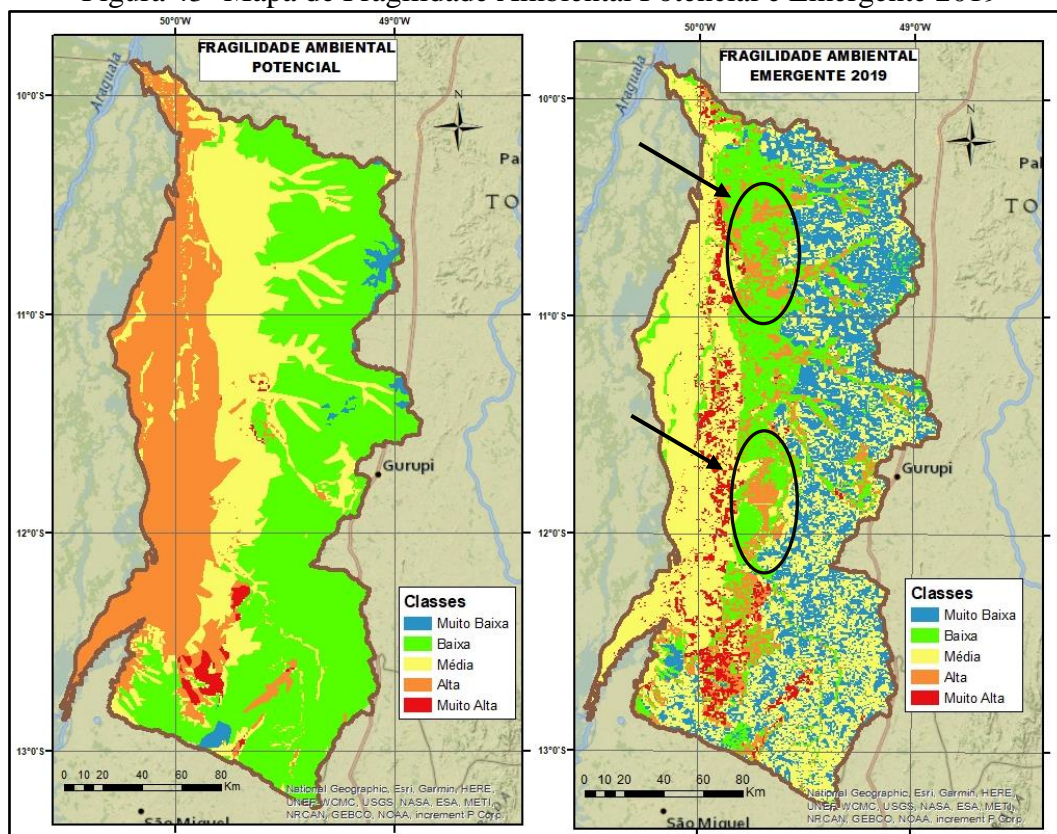 Figura 43- Mapa de Fragilidade Ambiental Potencial e Emergente 2019
50°0'W
49°0'W
FRAGILIDADE AMBIENTAL
POTENCIAL
Araguaia
10°0'S
N
Pal
TO
11°0'S
Gurupi
12°0'S
Classes
Muito Baixa
Baixa
Média
Alta
Muito Alta
13°0'S
0 10 20 40 60 80
Km
National Geographic, Esri, Garmin, HERE,
UNEP-WCMC, USGS, NASA, ESA, METI,
NRCAN, GEBCO, NOAA, increment P Corp.
São Miguel
50°0'W
49°0'W
FRAGILIDADE AMBIENTAL
EMERGENTE 2019
Araguaia
10°0'S
N
Pal
TO
11°0'S
Gurupi
12°0'S
Classes
Muito Baixa
Baixa
Média
Alta
Muito Alta
13°0'S
0 10 20 40 60 80
Km
National Geographic, Esri, Garmin, HERE,
UNEP-WCMC, USGS, NASA, ESA, METI,
NRCAN, GEBCO, NOAA, increment P Corp.
São Miguel